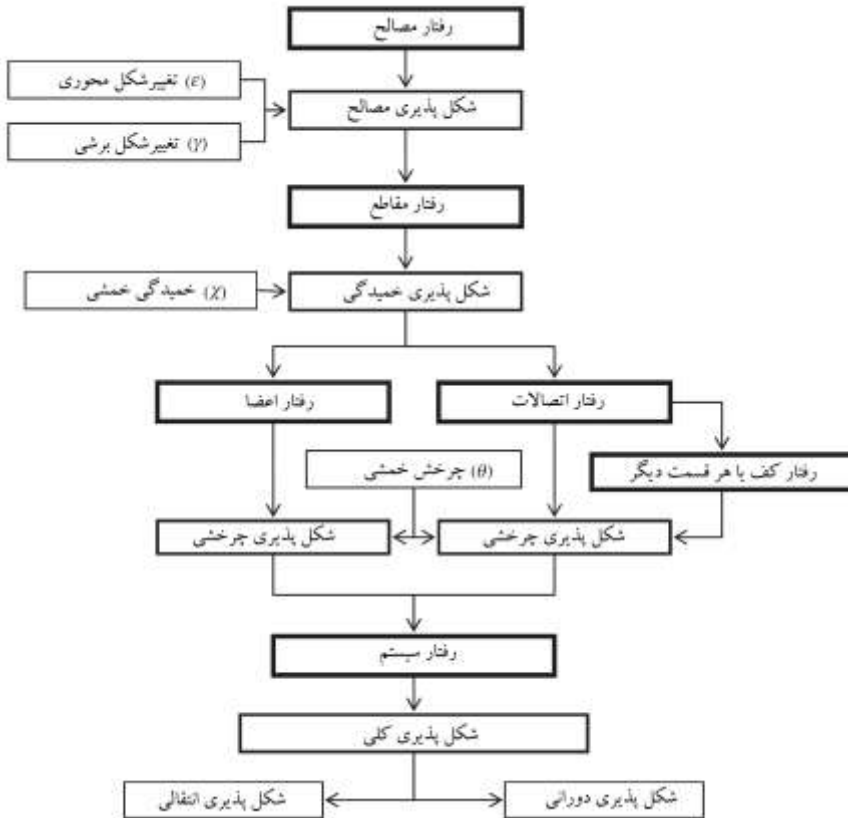 رفتار مصالح
(ε) تغییرشکل محوری
شکل پذیری مصالح
(γ) تغییرشکل برشی
رفتار مقاطع
شکل پذیری خمیدگی
(χ) خمیدگی خمشی
رفتار اتصالات
رفتار اعضا
رفتار کف یا هر قسمت دیگر
(θ) چرخش خمشی
شکل پذیری چرخشی
شکل پذیری چرخشی
رفتار سیستم
شکل پذیری کلی
شکل پذیری دورانی
شکل پذیری انتقالی